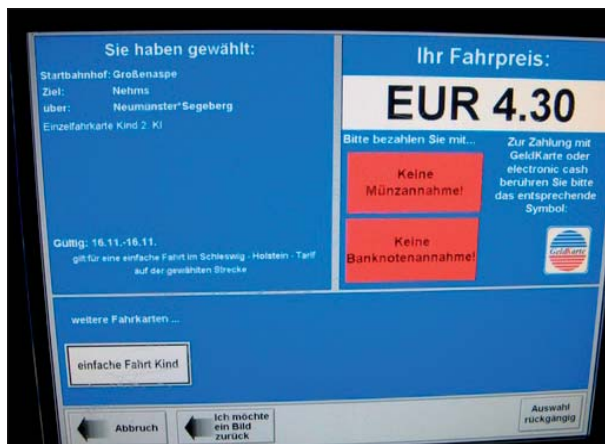 Sie haben gewählt:
Startbahnhof: Großenaspe
Ziel: Nehms
über: Neumünster*Segeberg
Einzelfahrkarte Kind 2. Kl
Gültig: 16.11.-16.11.
gilt für eine einfache Fahrt im Schleswig - Holstein - Tarif
auf der gewählten Strecke
Ihr Fahrpreis:
EUR 4.30
Bitte bezahlen Sie mit...
Keine
Münzannahme!
Keine
Banknotenannahme!
Zur Zahlung mit
GeldKarte oder
electronic cash
berühren Sie bitte
das entsprechende
Symbol:
GeldKarte
weitere Fahrkarten ...
einfache Fahrt Kind
Abbruch
Ich möchte
ein Bild
zurück
Auswahl
rückgängig